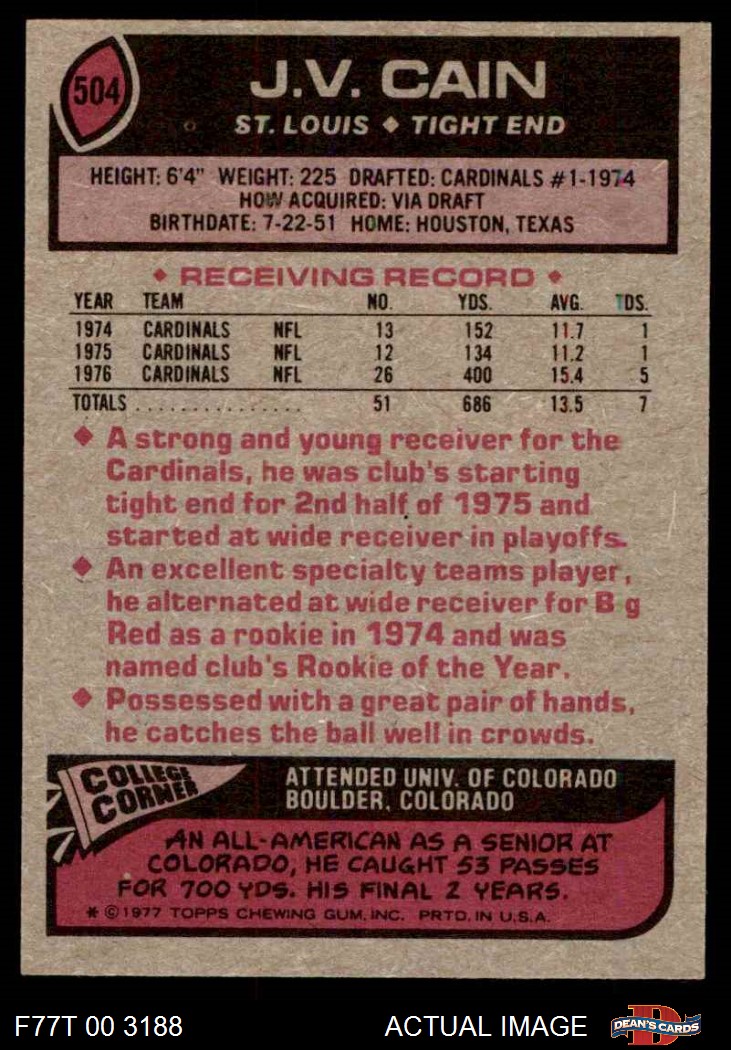 504
J.V. CAIN
ST. LOUIS ◆ TIGHT END
HEIGHT: 6'4" WEIGHT: 225 DRAFTED: CARDINALS #1-1974
HOW ACQUIRED: VIA DRAFT
BIRTHDATE: 7-22-51 HOME: HOUSTON, TEXAS
◆ RECEIVING RECORD ◆
YEAR TEAM NO. YDS. AVG. TDS.
1974 CARDINALS NFL 13 152 11.7 1
1975 CARDINALS NFL 12 134 11.2 1
1976 CARDINALS NFL 26 400 15.4 5
TOTALS ................ 51 686 13.5 7
◆ A strong and young receiver for the
Cardinals, he was club's starting
tight end for 2nd half of 1975 and
started at wide receiver in playoffs.
◆ An excellent specialty teams player,
he alternated at wide receiver for B g
Red as a rookie in 1974 and was
named club's Rookie of the Year.
◆ Possessed with a great pair of hands,
he catches the ball well in crowds.
COLLEGE
CORNER
ATTENDED UNIV. OF COLORADO
BOULDER, COLORADO
AN ALL-AMERICAN AS A SENIOR AT
COLORADO, HE CAUGHT 53 PASSES
FOR 700 YDS. HIS FINAL 2 YEARS.
* ©1977 TOPPS CHEWING GUM, INC. PRTD. IN U.S.A.
F77T 00 3188 ACTUAL IMAGE
D
DEAN'S CARDS